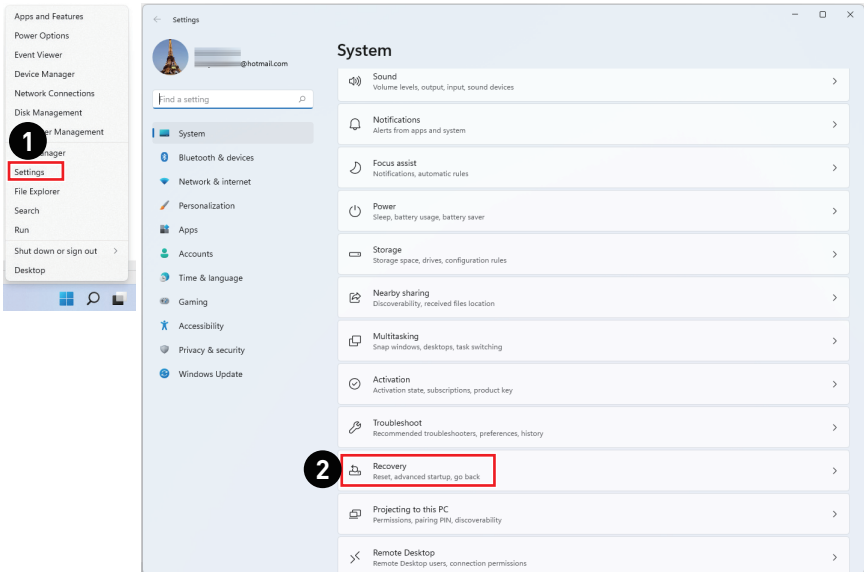 Apps and Features
Power Options
Event Viewer
Device Manager
Network Connections
Disk Management
er Management
1
nager
Settings
File Explorer
Search
Run
Shut down or sign out
Desktop
Settings
@hotmail.com
Find a setting
System
Bluetooth & devices
Network & internet
Personalization
Apps
Accounts
Time & language
Gaming
Accessibility
Privacy & security
Windows Update
System
Sound
Volume levels, output, input, sound devices
Notifications
Alerts from apps and system
Focus assist
Notifications, automatic rules
Power
Sleep, battery usage, battery saver
Storage
Storage space, drives, configuration rules
Nearby sharing
Discoverability, received files location
Multitasking
Snap windows, desktops, task switching
Activation
Activation state, subscriptions, product key
Troubleshoot
Recommended troubleshooters, preferences, history
2
Recovery
Reset, advanced startup, go back
Projecting to this PC
Permissions, pairing PIN, discoverability
Remote Desktop
Remote Desktop users, connection permissions